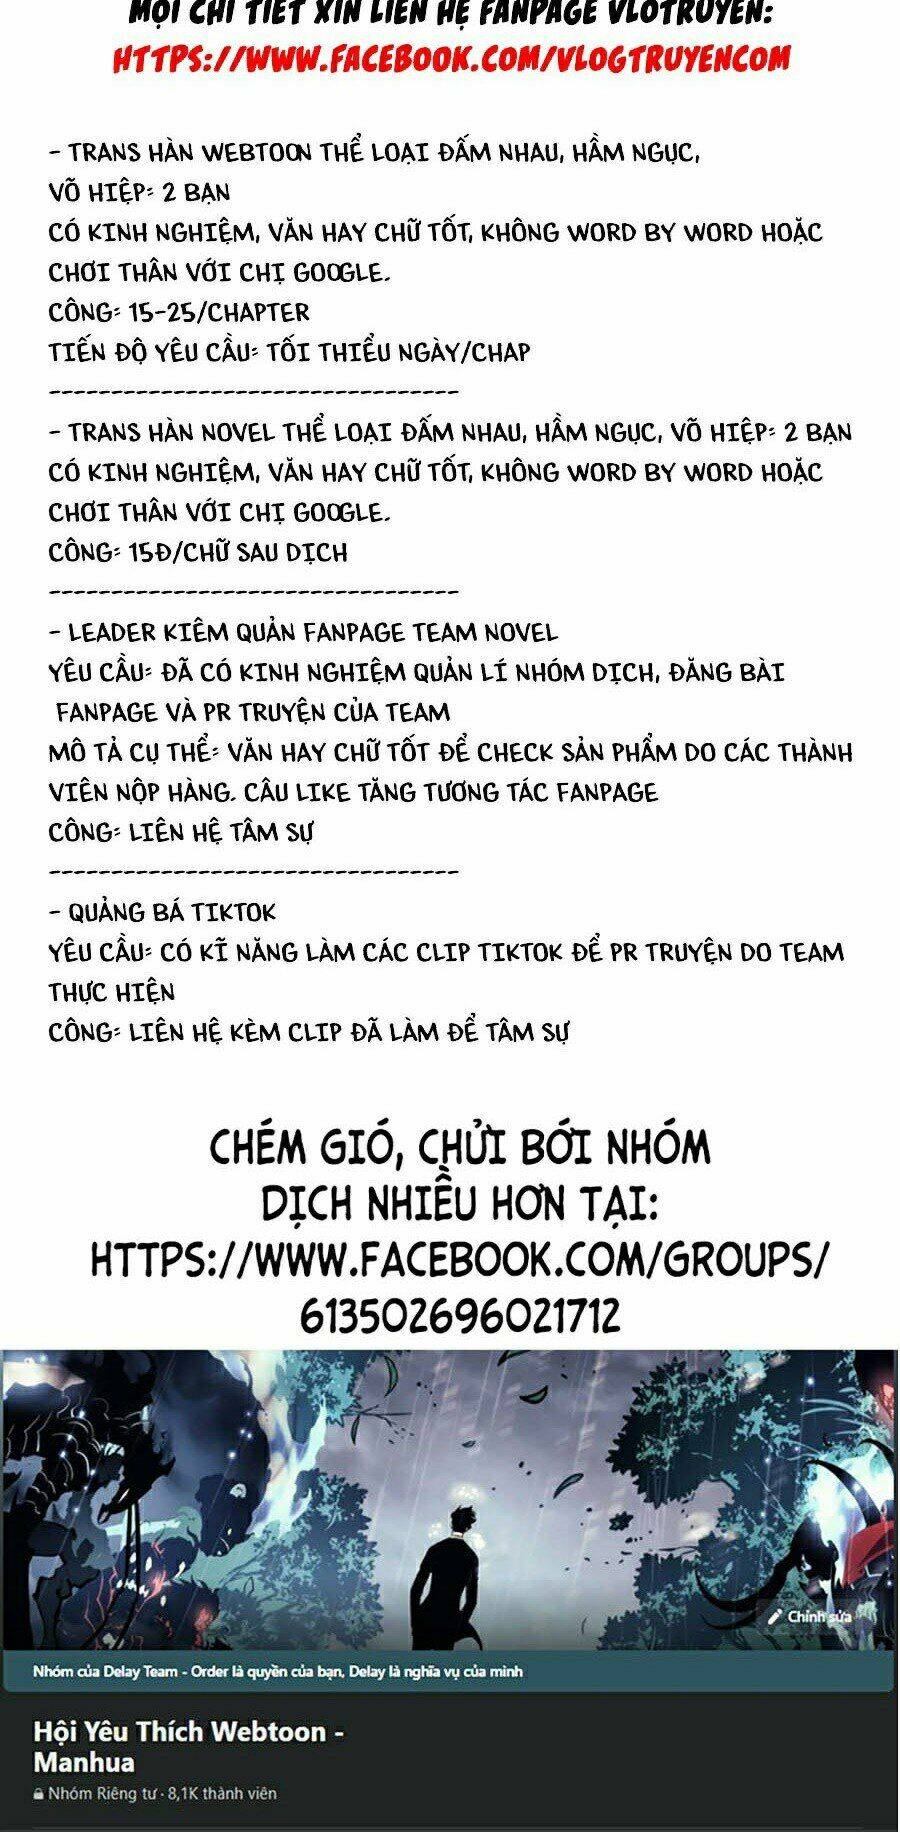 MỌI CHI TIẾT XIN LIÊN HỆ FANPAGE VLOTRUYEN:
HTTPS://WWW.FACEBOOK.COM/VLOGTRUYENCOM
- TRANS HÀN WEBTOON THỂ LOẠI ĐẤM NHAU, HẦM NGỤC,
VÕ HIỆP: 2 BẠN
CÓ KINH NGHIỆM, VĂN HAY CHỮ TỐT, KHÔNG WORD BY WORD HOẶC
CHƠI THÂN VỚI CHỊ GOOGLE.
CÔNG: 15-25/CHAPTER
TIẾN ĐỘ YÊU CẦU: TỐI THIỂU NGÀY/CHAP
---------------------------------
- TRANS HÀN NOVEL THỂ LOẠI ĐẤM NHAU, HẦM NGỤC, VÕ HIỆP: 2 BẠN
CÓ KINH NGHIỆM, VĂN HAY CHỮ TỐT, KHÔNG WORD BY WORD HOẶC
CHƠI THÂN VỚI CHỊ GOOGLE.
CÔNG: 15Đ/CHỮ SAU DỊCH
---------------------------------
- LEADER KIÊM QUẢN FANPAGE TEAM NOVEL
YÊU CẦU: ĐÃ CÓ KINH NGHIỆM QUẢN LÍ NHÓM DỊCH, ĐĂNG BÀI
FANPAGE VÀ PR TRUYỆN CỦA TEAM
MÔ TẢ CỤ THỂ: VĂN HAY CHỮ TỐT ĐỂ CHECK SẢN PHẨM DO CÁC THÀNH
VIÊN NỘP HÀNG. CÂU LIKE TĂNG TƯƠNG TÁC FANPAGE
CÔNG: LIÊN HỆ TÂM SỰ
---------------------------------
- QUẢNG BÁ TIKTOK
YÊU CẦU: CÓ KĨ NĂNG LÀM CÁC CLIP TIKTOK ĐỂ PR TRUYỆN DO TEAM
THỰC HIỆN
CÔNG: LIÊN HỆ KÈM CLIP ĐÃ LÀM ĐỂ TÂM SỰ
CHÉM GIÓ, CHỬI BỚI NHÓM
DỊCH NHIỀU HƠN TẠI:
HTTPS://WWW.FACEBOOK.COM/GROUPS/
613502696021712
Chỉnh sửa
Nhóm của Delay Team - Order là quyền của bạn, Delay là nghĩa vụ của mình
Hội Yêu Thích Webtoon -
Manhua
Nhóm Riêng tư · 8,1K thành viên